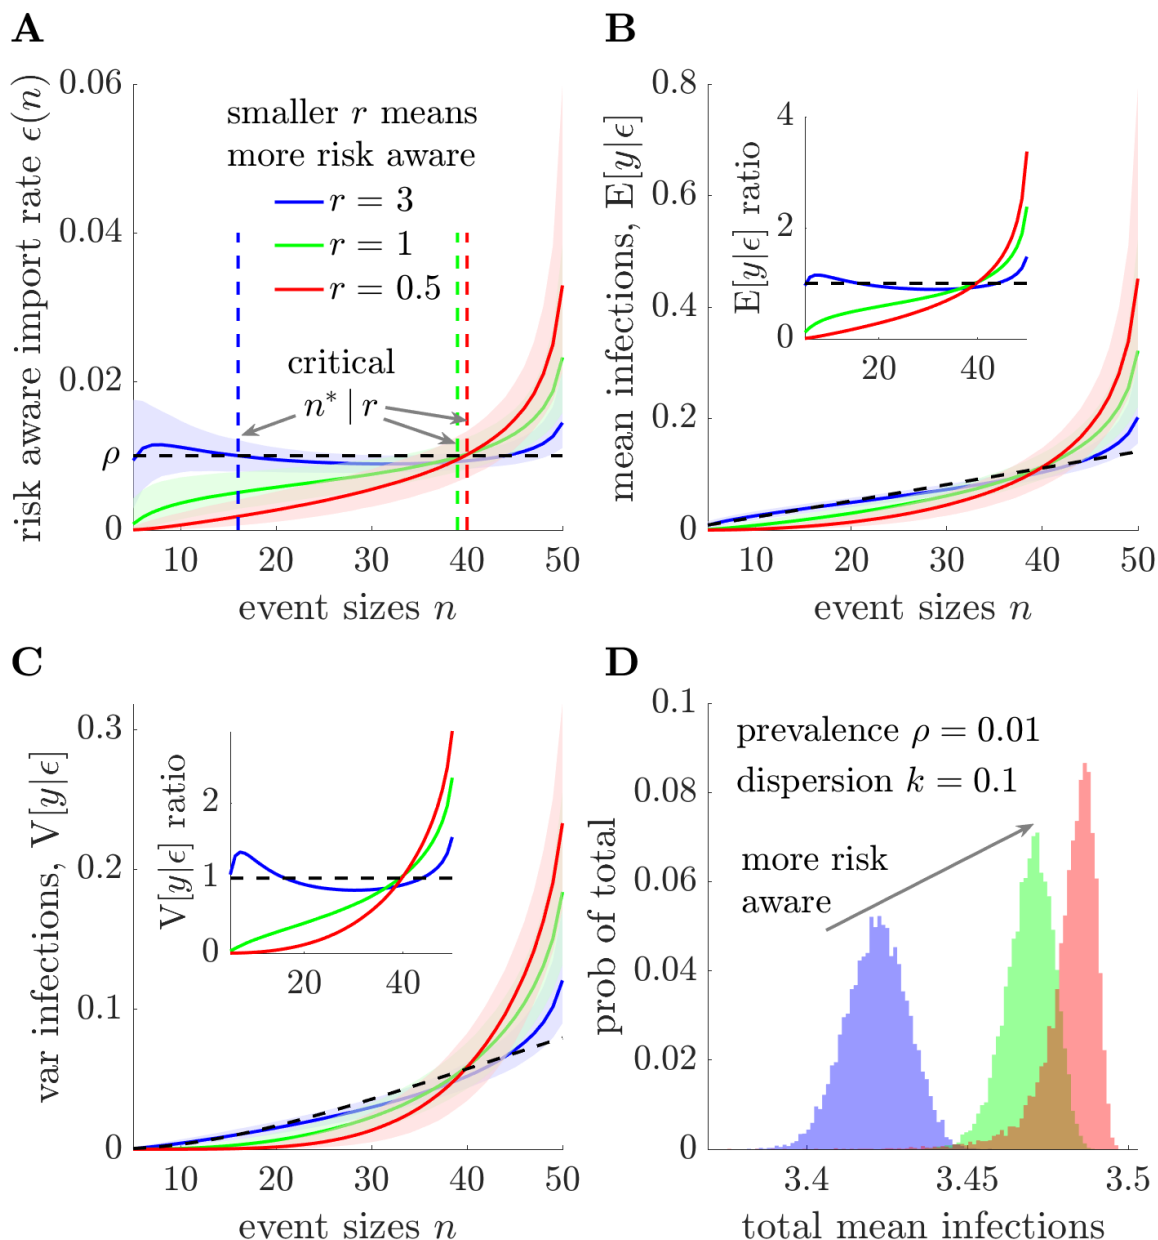 A
risk aware import rate ϵ(n)
0.06
0.04
0.02
ρ
0
smaller r means
more risk aware
r = 3
r = 1
r = 0.5
critical
n* | r
10 20 30 40 50
event sizes n
B
mean infections, E[y|ϵ]
0.8
0.6
0.4
0.2
0
E[y|ϵ] ratio
4
2
0
20 40
10 20 30 40 50
event sizes n
C
var infections, V[y|ϵ]
0.3
0.2
0.1
0
V[y|ϵ] ratio
2
1
0
20 40
10 20 30 40 50
event sizes n
D
prob of total
0.1
0.08
0.06
0.04
0.02
0
prevalence ρ = 0.01
dispersion k = 0.1
more risk
aware
3.4 3.45 3.5
total mean infections